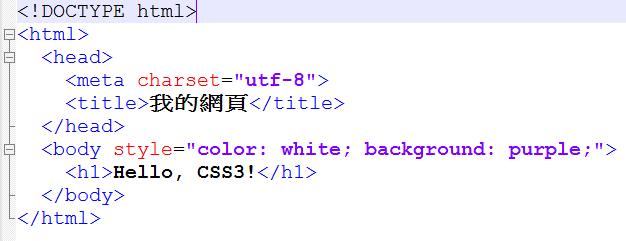 <!DOCTYPE html>
<html>
  <head>
    <meta charset="utf-8">
    <title>我的網頁</title>
  </head>
  <body style="color: white; background: purple;">
    <h1>Hello, CSS3!</h1>
  </body>
</html>